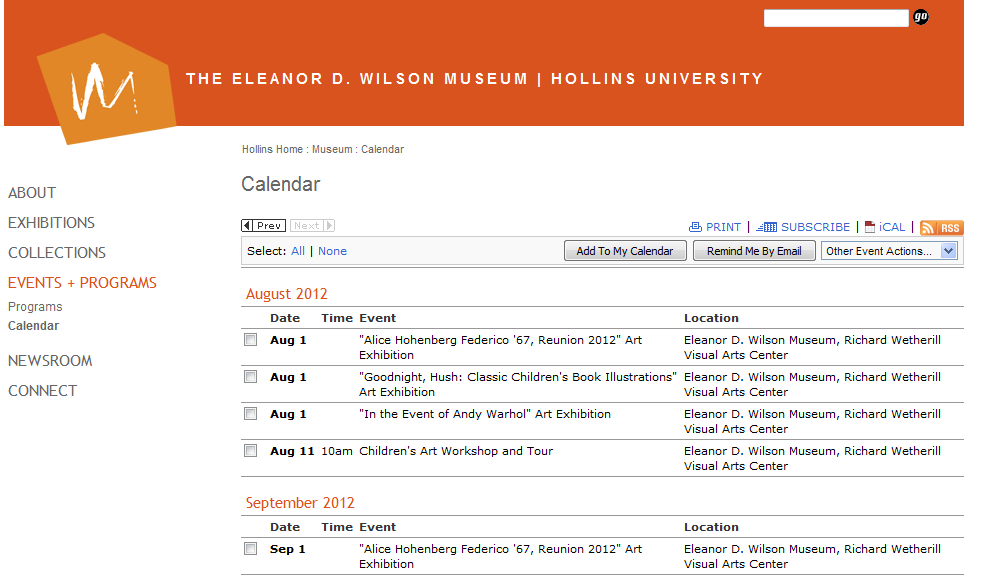 go
THE ELEANOR D. WILSON MUSEUM | HOLLINS UNIVERSITY
Hollins Home : Museum : Calendar
Calendar
ABOUT
EXHIBITIONS
COLLECTIONS
EVENTS + PROGRAMS
Programs
Calendar
NEWSROOM
CONNECT
Prev Next
PRINT | SUBSCRIBE | iCAL | RSS
Select: All | None Add To My Calendar Remind Me By Email Other Event Actions...
August 2012
Date Time Event Location
Aug 1 "Alice Hohenberg Federico '67, Reunion 2012" Art Eleanor D. Wilson Museum, Richard Wetherill
Exhibition Visual Arts Center
Aug 1 "Goodnight, Hush: Classic Children's Book Illustrations" Eleanor D. Wilson Museum, Richard Wetherill
Art Exhibition Visual Arts Center
Aug 1 "In the Event of Andy Warhol" Art Exhibition Eleanor D. Wilson Museum, Richard Wetherill
Visual Arts Center
Aug 11 10am Children's Art Workshop and Tour Eleanor D. Wilson Museum, Richard Wetherill
Visual Arts Center
September 2012
Date Time Event Location
Sep 1 "Alice Hohenberg Federico '67, Reunion 2012" Art Eleanor D. Wilson Museum, Richard Wetherill
Exhibition Visual Arts Center